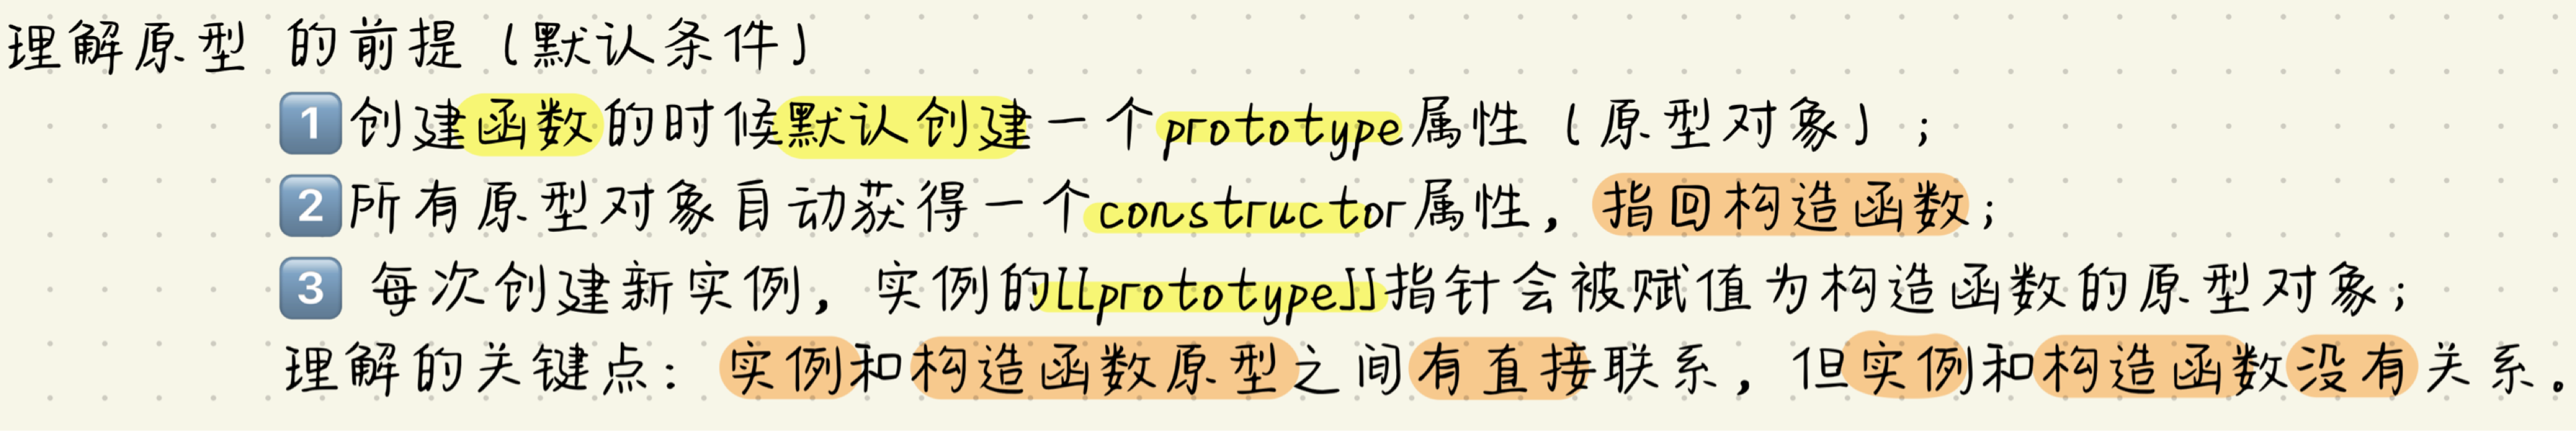 理解原型 的前提（默认条件）
1 创建函数的时候默认创建一个prototype属性（原型对象）；
2 所有原型对象自动获得一个constructor属性，指回构造函数；
3 每次创建新实例，实例的[[prototype]]指针会被赋值为构造函数的原型对象；
理解的关键点：实例和构造函数原型之间有直接联系，但实例和构造函数没有关系。